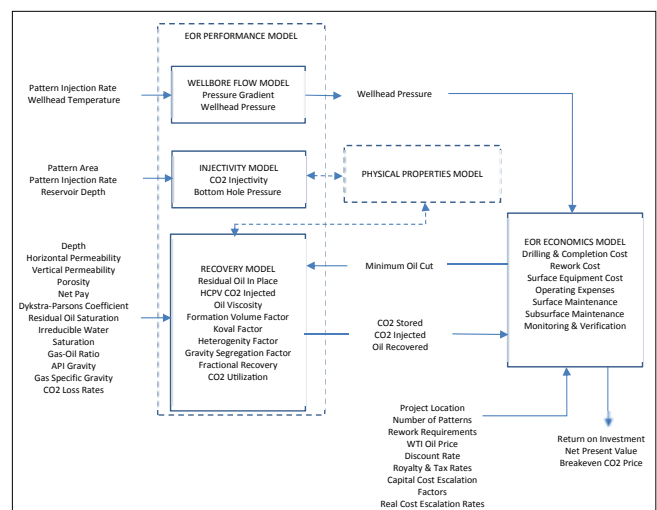 EOR PERFORMANCE MODEL
Pattern Injection Rate
Wellhead Temperature
WELLBORE FLOW MODEL
Pressure Gradient
Wellhead Pressure
Wellhead Pressure
Pattern Area
Pattern Injection Rate
Reservoir Depth
INJECTIVITY MODEL
CO2 Injectivity
Bottom Hole Pressure
PHYSICAL PROPERTIES MODEL
Depth
Horizontal Permeability
Vertical Permeability
Porosity
Net Pay
Dykstra-Parsons Coefficient
Residual Oil Saturation
Irreducible Water
Saturation
Gas-Oil Ratio
API Gravity
Gas Specific Gravity
CO2 Loss Rates
RECOVERY MODEL
Residual Oil In Place
HCPV CO2 Injected
Oil Viscosity
Formation Volume Factor
Koval Factor
Heterogenity Factor
Gravity Segregation Factor
Fractional Recovery
CO2 Utilization
Minimum Oil Cut
CO2 Stored
CO2 Injected
Oil Recovered
EOR ECONOMICS MODEL
Drilling & Completion Cost
Rework Cost
Surface Equipment Cost
Operating Expenses
Surface Maintenance
Subsurface Maintenance
Monitoring & Verification
Project Location
Number of Patterns
Rework Requirements
WTI Oil Price
Discount Rate
Royalty & Tax Rates
Capital Cost Escalation
Factors
Real Cost Escalation Rates
Return on Investment
Net Present Value
Breakeven CO2 Price